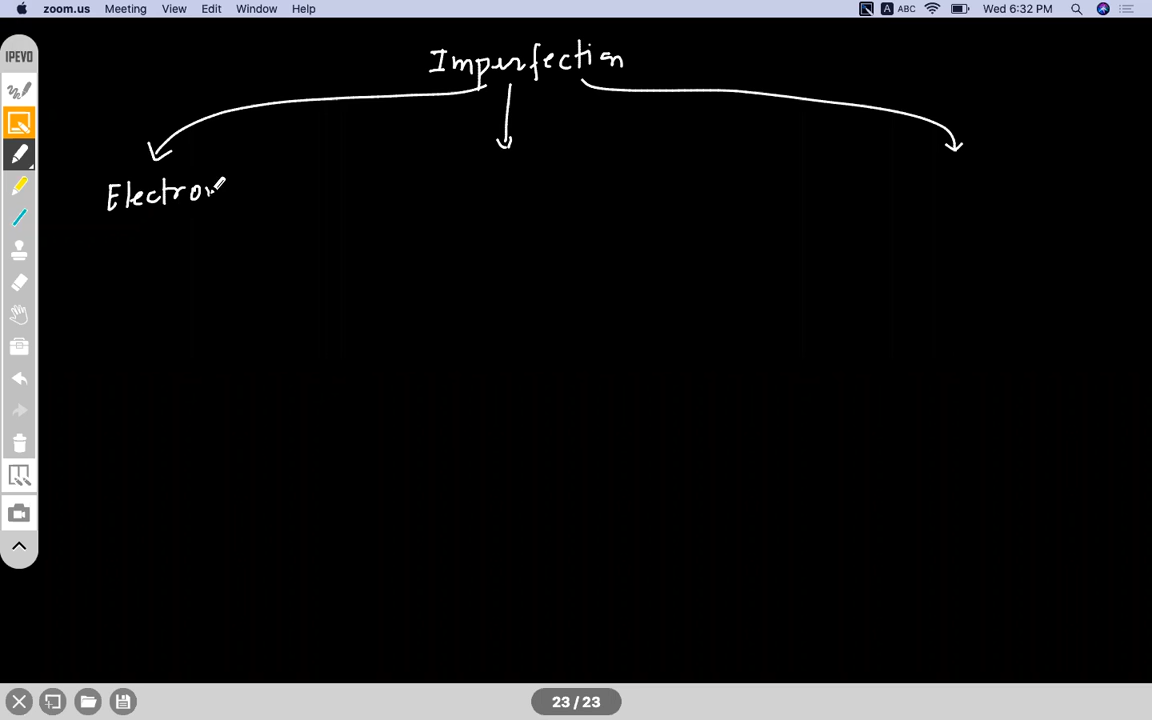 zoom.us Meeting View Edit Window Help A ABC Wed 6:32 PM
IPEVO
Imperfection
Electron
23 / 23